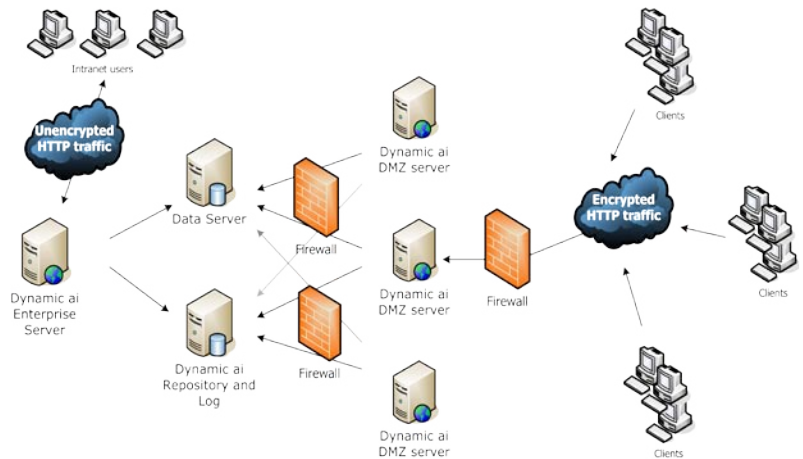 Intranet users
Unencrypted
HTTP traffic
Dynamic ai
Enterprise
Server
Data Server
Dynamic ai
Repository and
Log
Firewall
Firewall
Dynamic ai
DMZ server
Dynamic ai
DMZ server
Dynamic ai
DMZ server
Firewall
Encrypted
HTTP traffic
Clients
Clients
Clients